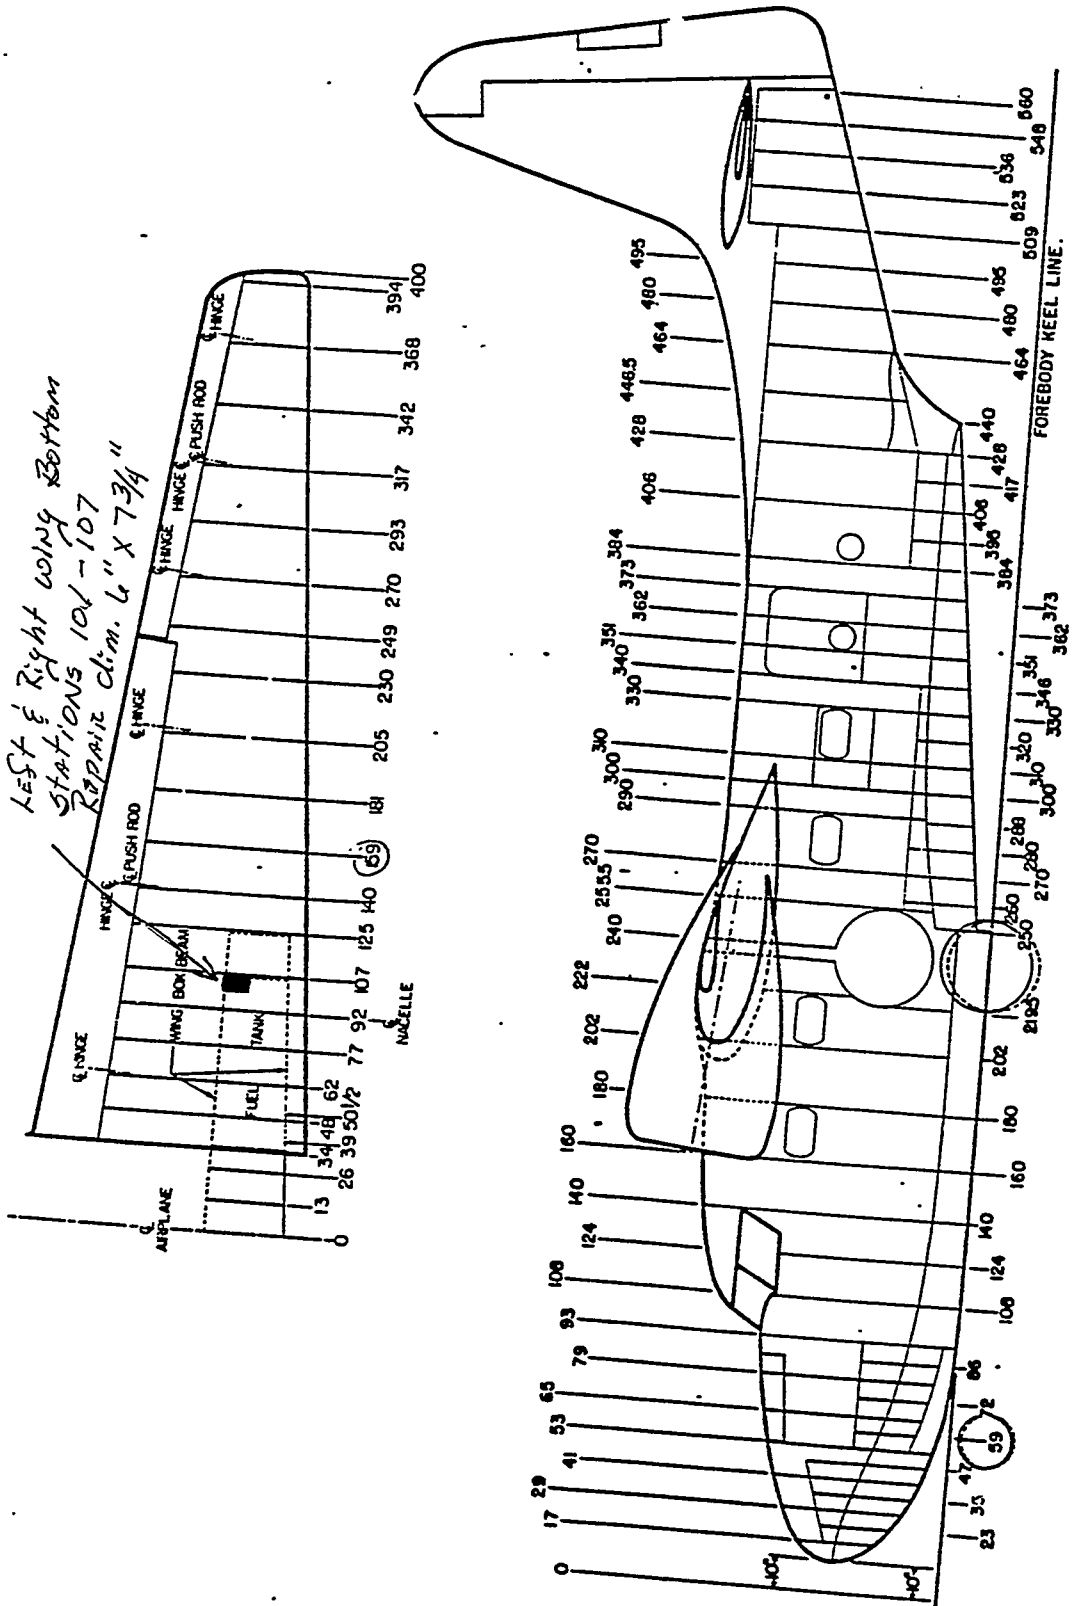 Left & Right wing Bottom
Stations 101-107
Repair dim. 6" X 7 3/4"
℄ HINGE
HINGE ℄
℄ PUSH ROD
℄ HINGE
℄ HINGE
HINGE ℄
℄ PUSH ROD
℄ HINGE
WING BOX BEAM
FUEL TANK
℄ AIRPLANE
℄ NACELLE
0 13 26 34 39 48 50 1/2 62 77 92 107 125 140 159 181 205 230 249 270 293 317 342 368 394 400
0 17 29 41 53 65 79 93 108 124 140 160 180 202 222 240 255.5 270 290 300 310 330 340 351 362 373 384 406 428 446.5 464 480 495
10° 10°
23 35 47 59 72 86 108 124 140 160 180 202 219.5 250 260 270 280 288 300 310 320 330 346 351 362 373 384 396 406 417 428 440 464 480 495 509 523 536 548 560
FOREBODY KEEL LINE.